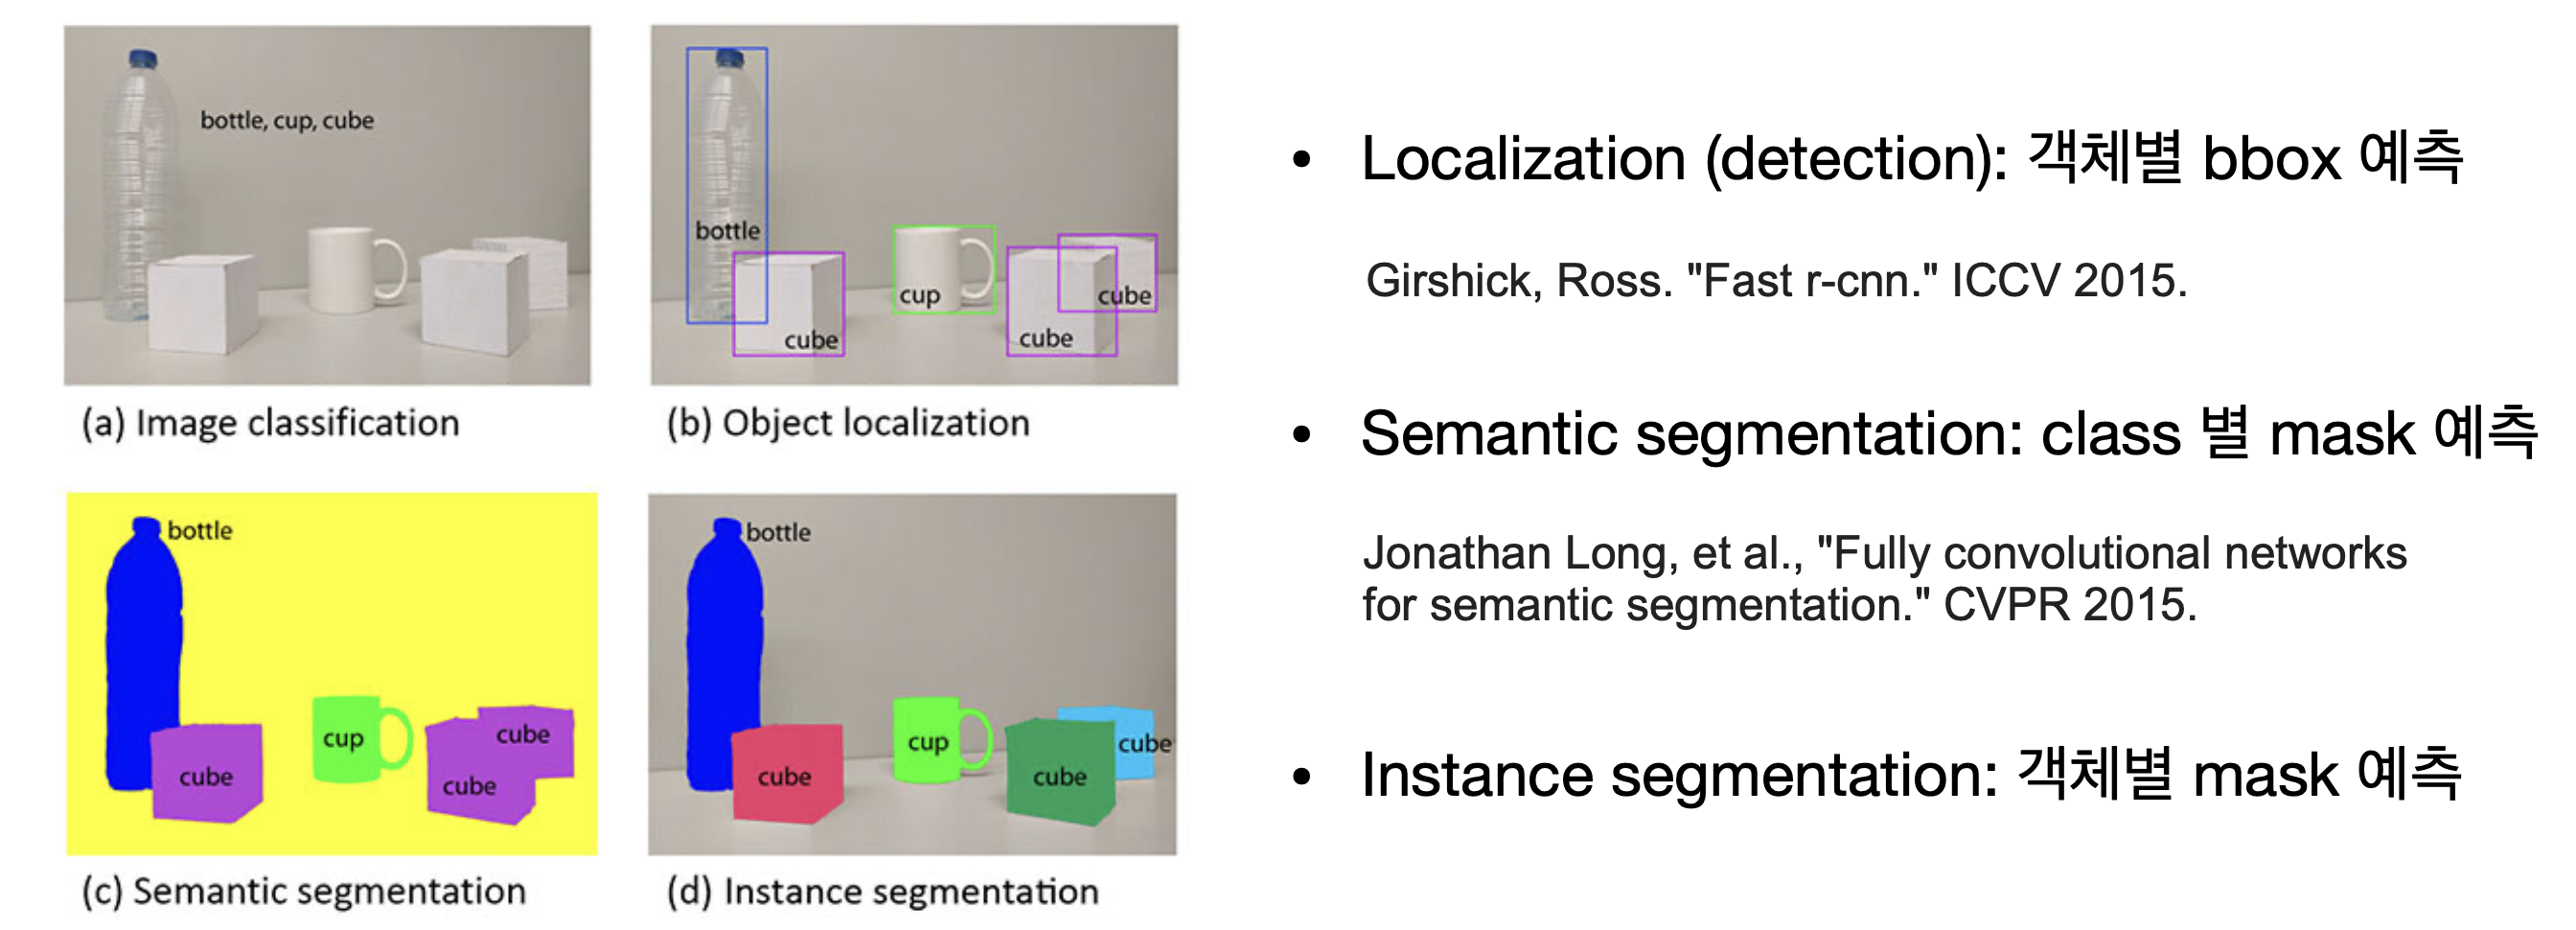 bottle, cup, cube
(a) Image classification
bottle
cube
cup
cube
cube
(b) Object localization
bottle
cube
cup
cube
cube
(c) Semantic segmentation
bottle
cube
cup
cube
cube
(d) Instance segmentation
• Localization (detection): 객체별 bbox 예측
Girshick, Ross. "Fast r-cnn." ICCV 2015.
• Semantic segmentation: class 별 mask 예측
Jonathan Long, et al., "Fully convolutional networks
for semantic segmentation." CVPR 2015.
• Instance segmentation: 객체별 mask 예측